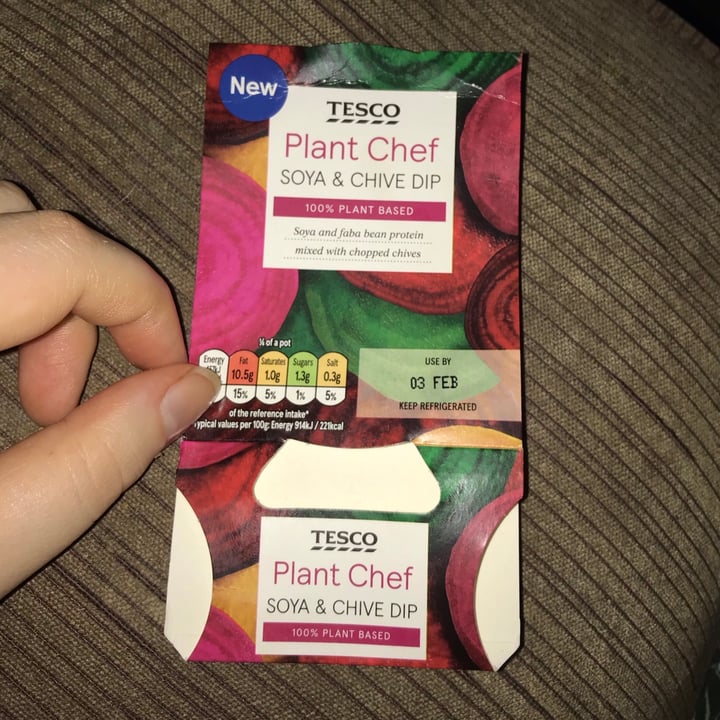 New
TESCO
Plant Chef
SOYA & CHIVE DIP
100% PLANT BASED
Soya and faba bean protein
mixed with chopped chives
¼ of a pot
Energy Fat Saturates Sugars Salt
10.5g 1.0g 1.3g 0.3g
15% 5% 1% 5%
of the reference intake*
Typical values per 100g: Energy 914kJ / 221kcal
USE BY
03 FEB
KEEP REFRIGERATED
TESCO
Plant Chef
SOYA & CHIVE DIP
100% PLANT BASED